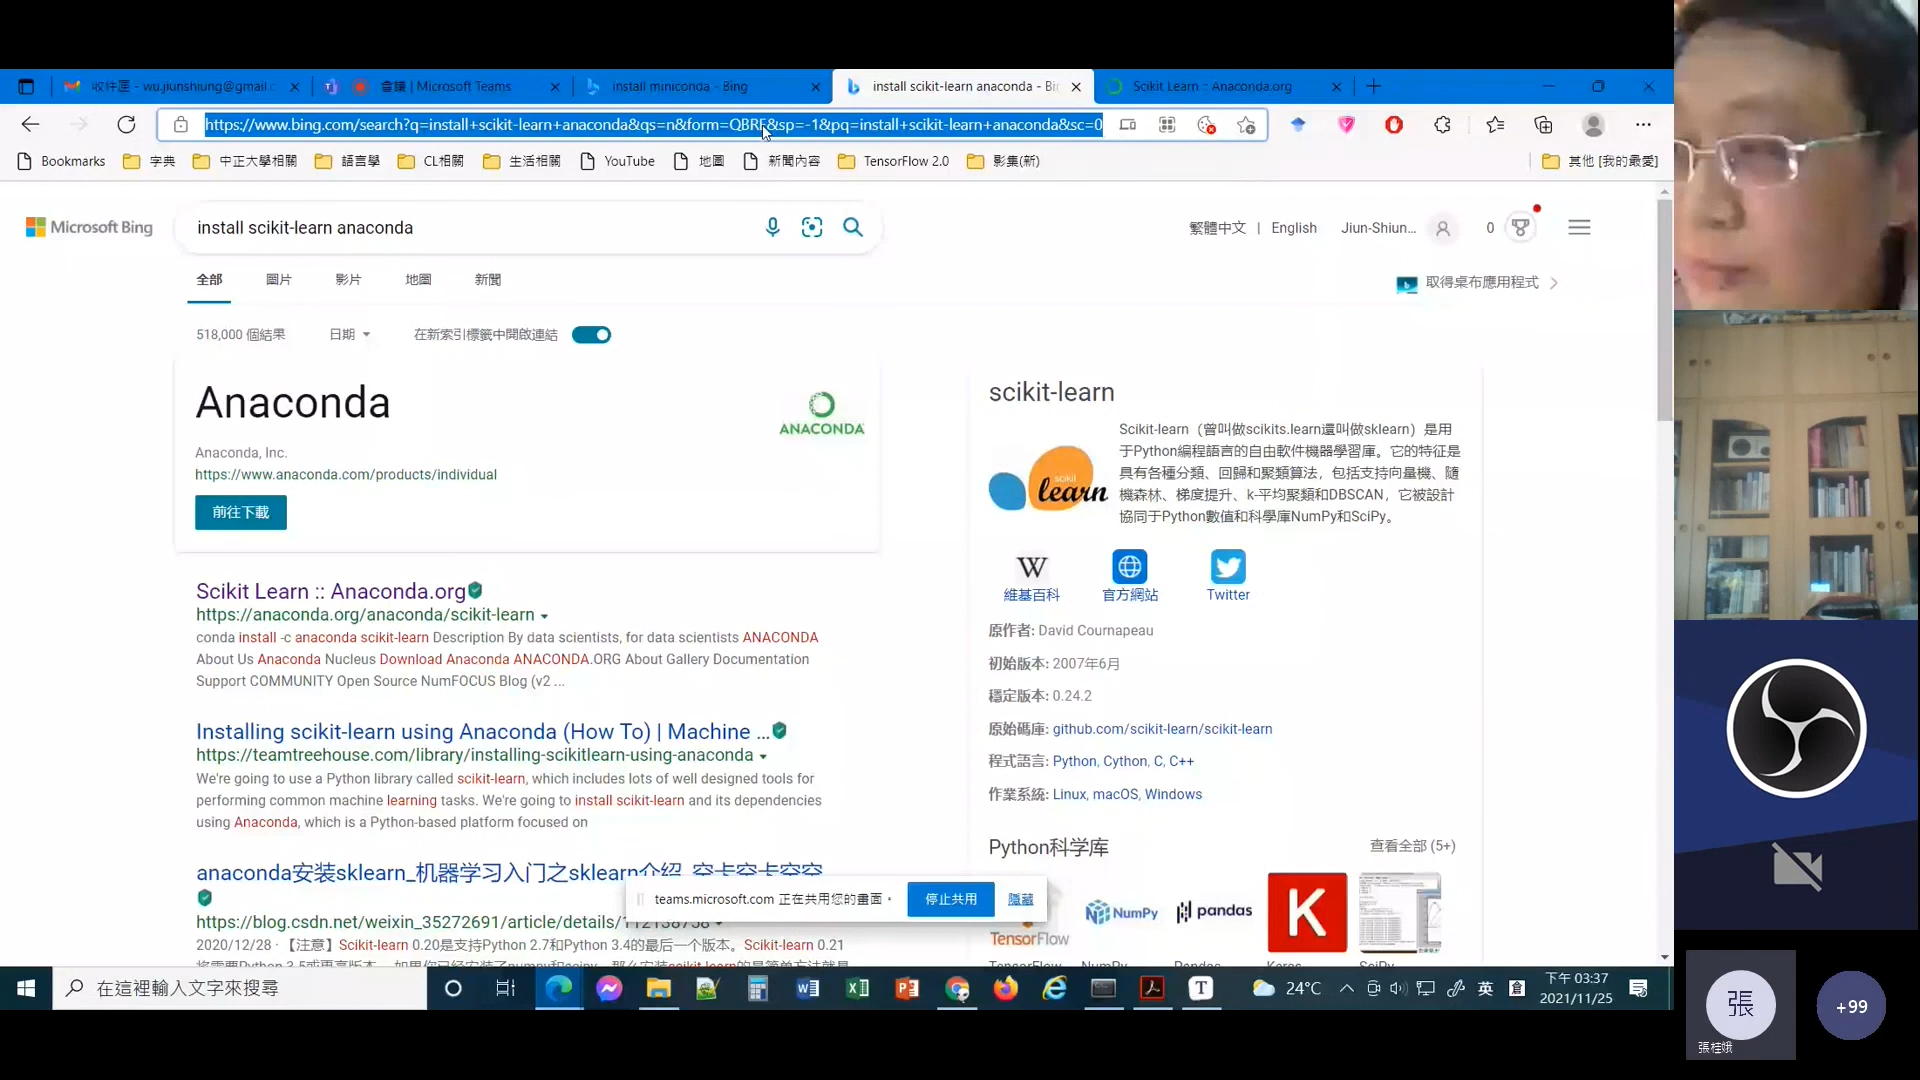 收件匣 - wu.jiunshiung@gmail.c
會議 | Microsoft Teams
install miniconda - Bing
install scikit-learn anaconda - Bi
Scikit Learn :: Anaconda.org
https://www.bing.com/search?q=install+scikit-learn+anaconda&qs=n&form=QBRE&sp=-1&pq=install+scikit-learn+anaconda&sc=0
Bookmarks 字典 中正大學相關 語言學 CL相關 生活相關 YouTube 地圖 新聞內容 TensorFlow 2.0 影集(新) 其他 [我的最愛]
Microsoft Bing
install scikit-learn anaconda
繁體中文 | English Jiun-Shiun... 0
全部 圖片 影片 地圖 新聞
取得桌布應用程式
518,000 個結果 日期 在新索引標籤中開啟連結
Anaconda
ANACONDA
Anaconda, Inc.
https://www.anaconda.com/products/individual
前往下載
Scikit Learn :: Anaconda.org
https://anaconda.org/anaconda/scikit-learn
conda install -c anaconda scikit-learn Description By data scientists, for data scientists ANACONDA
About Us Anaconda Nucleus Download Anaconda ANACONDA.ORG About Gallery Documentation
Support COMMUNITY Open Source NumFOCUS Blog (v2 ...
Installing scikit-learn using Anaconda (How To) | Machine ...
https://teamtreehouse.com/library/installing-scikitlearn-using-anaconda
We're going to use a Python library called scikit-learn, which includes lots of well designed tools for
performing common machine learning tasks. We're going to install scikit-learn and its dependencies
using Anaconda, which is a Python-based platform focused on
anaconda安装sklearn_机器学习入门之sklearn介绍
https://blog.csdn.net/weixin_35272691/article/details/112138758
2020/12/28 · 【注意】Scikit-learn 0.20是支持Python 2.7和Python 3.4的最后一个版本。Scikit-learn 0.21
scikit-learn
scikit
learn
Scikit-learn（曾叫做scikits.learn還叫做sklearn）是用
于Python編程語言的自由軟件機器學習庫。它的特征是
具有各種分類、回歸和聚類算法，包括支持向量機、隨
機森林、梯度提升、k-平均聚類和DBSCAN，它被設計
協同于Python數值和科學庫NumPy和SciPy。
W
維基百科 官方網站 Twitter
原作者: David Cournapeau
初始版本: 2007年6月
穩定版本: 0.24.2
原始碼庫: github.com/scikit-learn/scikit-learn
程式語言: Python, Cython, C, C++
作業系統: Linux, macOS, Windows
Python科学库 查看全部 (5+)
TensorFlow NumPy pandas K
teams.microsoft.com 正在共用您的畫面。 停止共用 隱藏
在這裡輸入文字來搜尋
24°C 英
下午 03:37
2021/11/25
張
張桂娥
+99